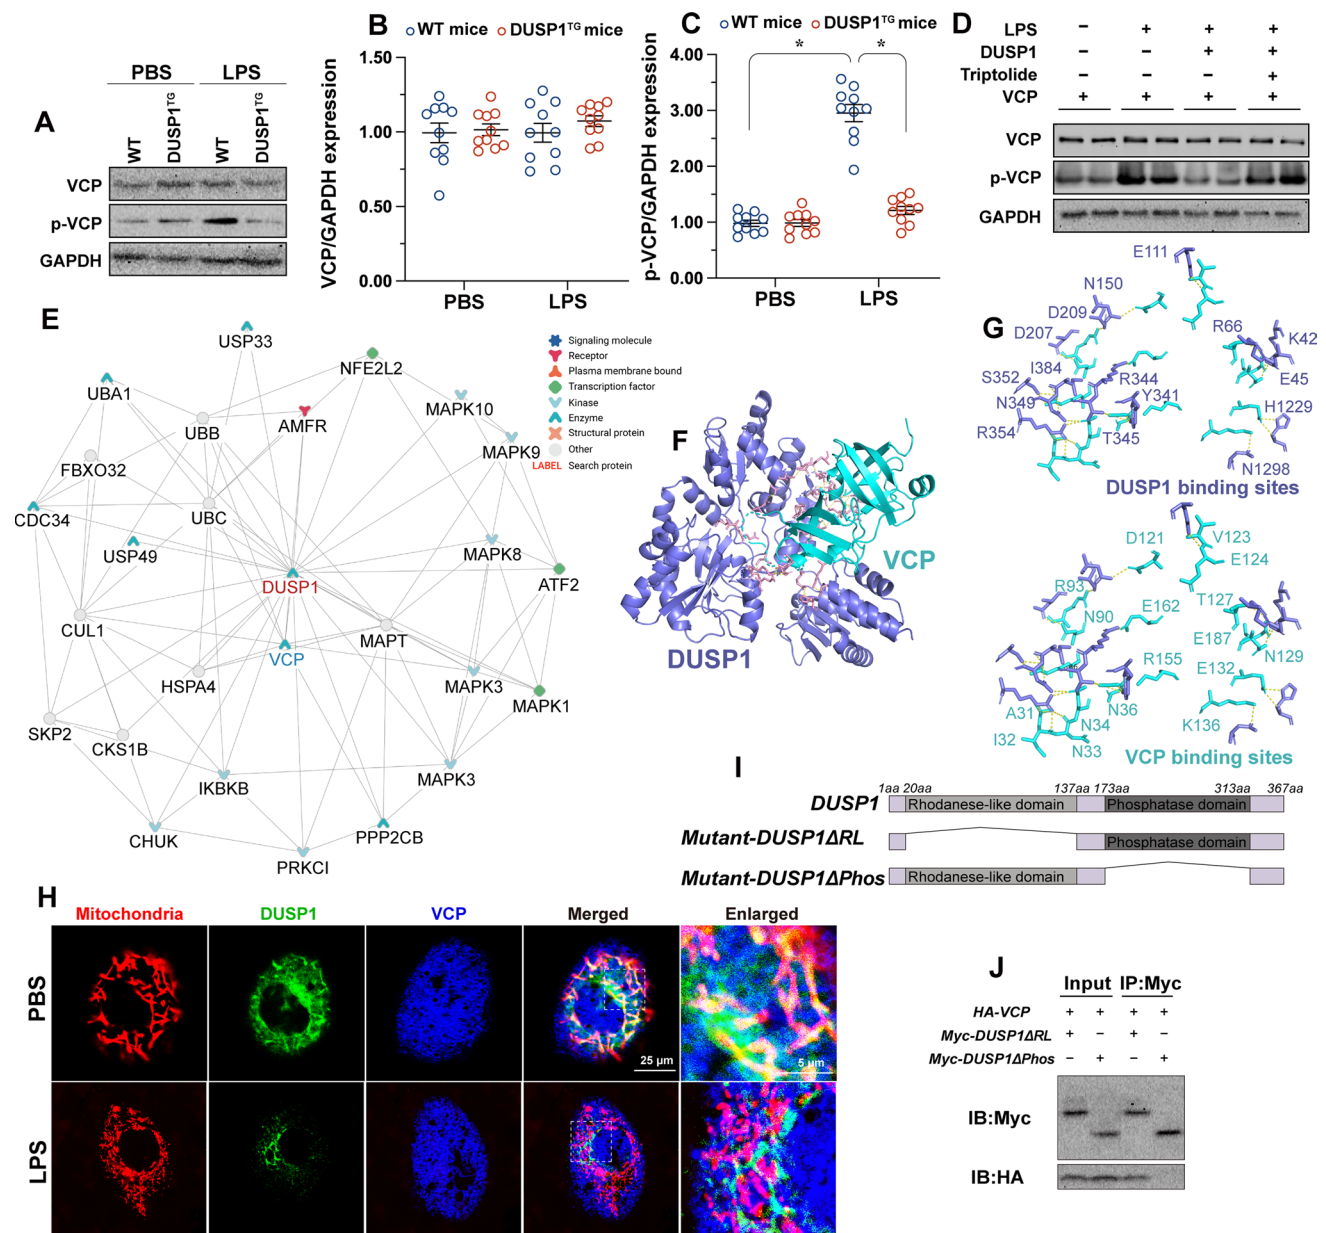 A
PBS LPS
WT DUSP1TG WT DUSP1TG
VCP
p-VCP
GAPDH
B
WT mice DUSP1TG mice
VCP/GAPDH expression
1.50
1.00
0.50
0.00
PBS LPS
C
WT mice DUSP1TG mice
p-VCP/GAPDH expression
4.00
3.00
2.00
1.00
0.00
* *
PBS LPS
D
LPS − + + +
DUSP1 − − + +
Triptolide − − − +
VCP + + + +
VCP
p-VCP
GAPDH
E
USP33
NFE2L2
UBA1
MAPK10
UBB
AMFR
MAPK9
FBXO32
CDC34
UBC
USP49
MAPK8
DUSP1
ATF2
CUL1
MAPT
VCP
HSPA4
MAPK3
MAPK1
SKP2
CKS1B
IKBKB
MAPK3
CHUK
PPP2CB
PRKCI
Signaling molecule
Receptor
Plasma membrane bound
Transcription factor
Kinase
Enzyme
Structural protein
Other
LABEL Search protein
F
DUSP1
VCP
G
E111
N150
D209
D207
R66
K42
I384
E45
S352
R344
N349
Y341
R354
T345
H1229
N1298
DUSP1 binding sites
D121
V123
E124
R93
T127
N90
E162
E187
N129
R155
E132
A31
N34
N36
K136
I32
N33
VCP binding sites
H
Mitochondria DUSP1 VCP Merged Enlarged
PBS
25 µm
5 µm
LPS
I
1aa 20aa 137aa 173aa 313aa 367aa
DUSP1 Rhodanese-like domain Phosphatase domain
Mutant-DUSP1ΔRL Phosphatase domain
Mutant-DUSP1ΔPhos Rhodanese-like domain
J
Input IP:Myc
HA-VCP + + + +
Myc-DUSP1ΔRL + − + −
Myc-DUSP1ΔPhos − + − +
IB:Myc
IB:HA